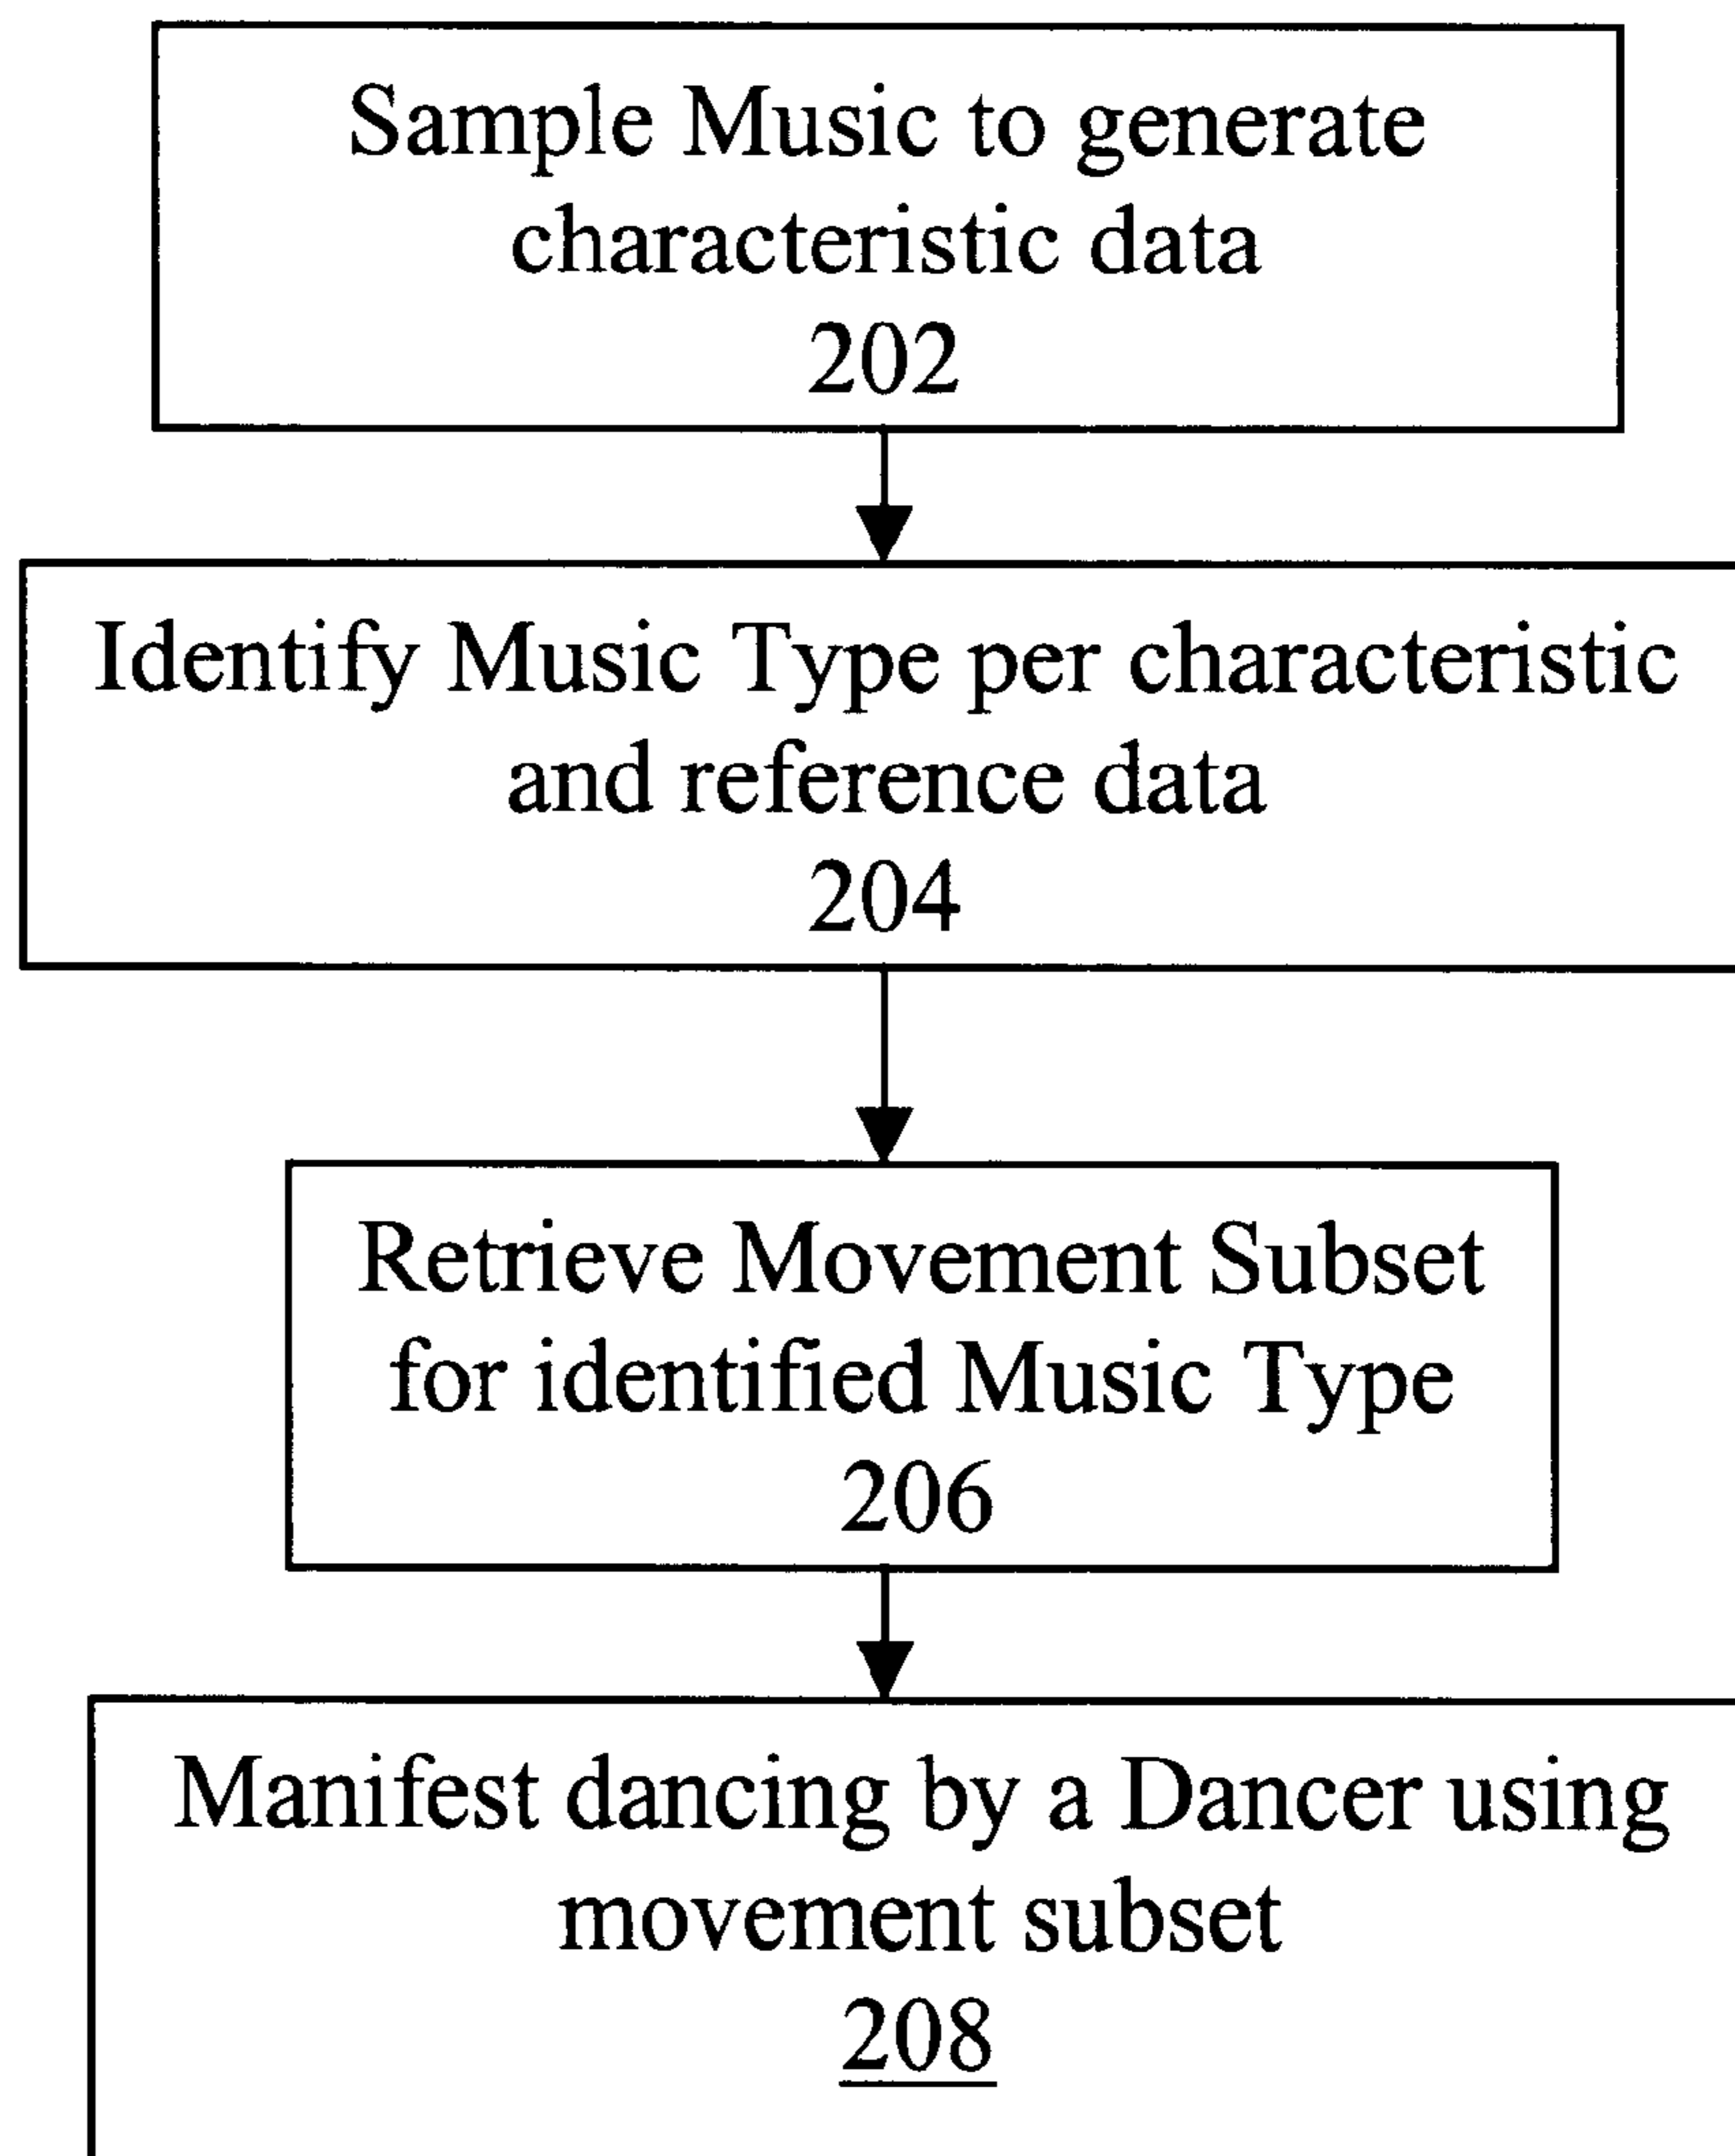 Sample Music to generate
characteristic data
202
Identify Music Type per characteristic
and reference data
204
Retrieve Movement Subset
for identified Music Type
206
Manifest dancing by a Dancer using
movement subset
208